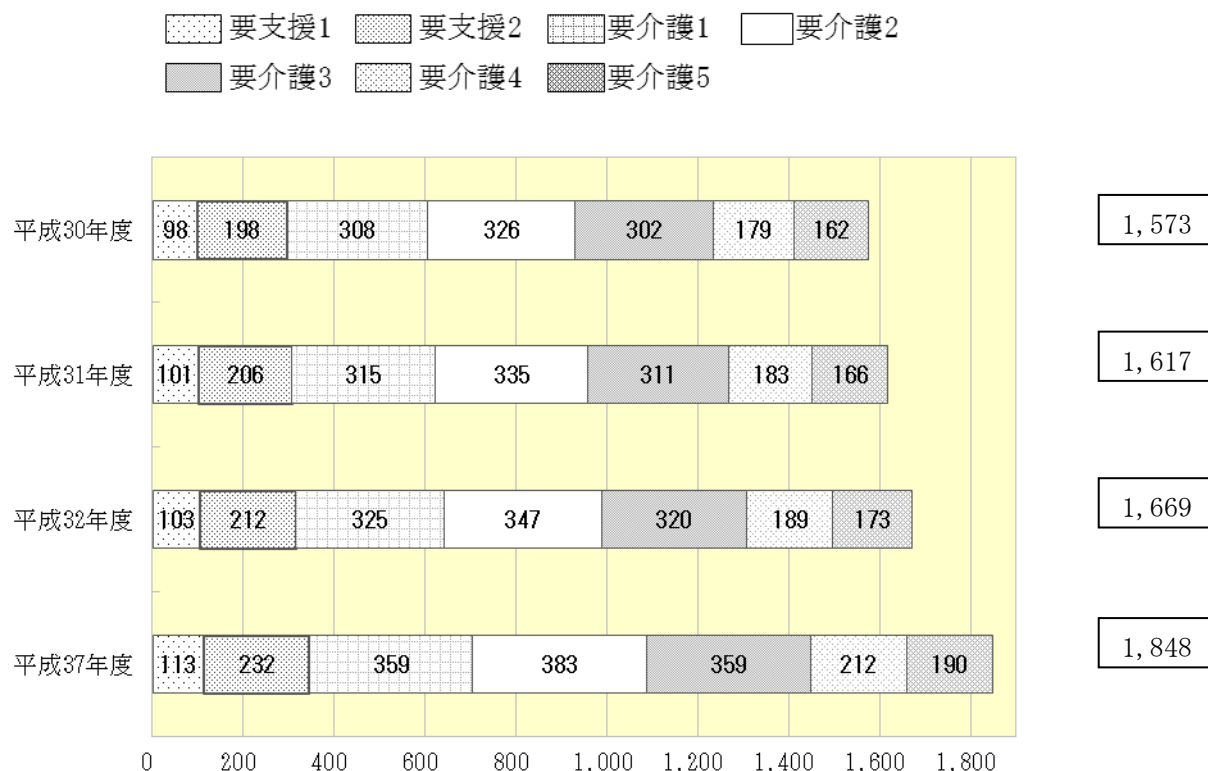 要支援1 要支援2 要介護1 要介護2
要介護3 要介護4 要介護5
平成30年度 98 198 308 326 302 179 162 1,573
平成31年度 101 206 315 335 311 183 166 1,617
平成32年度 103 212 325 347 320 189 173 1,669
平成37年度 113 232 359 383 359 212 190 1,848
0 200 400 600 800 1,000 1,200 1,400 1,600 1,800